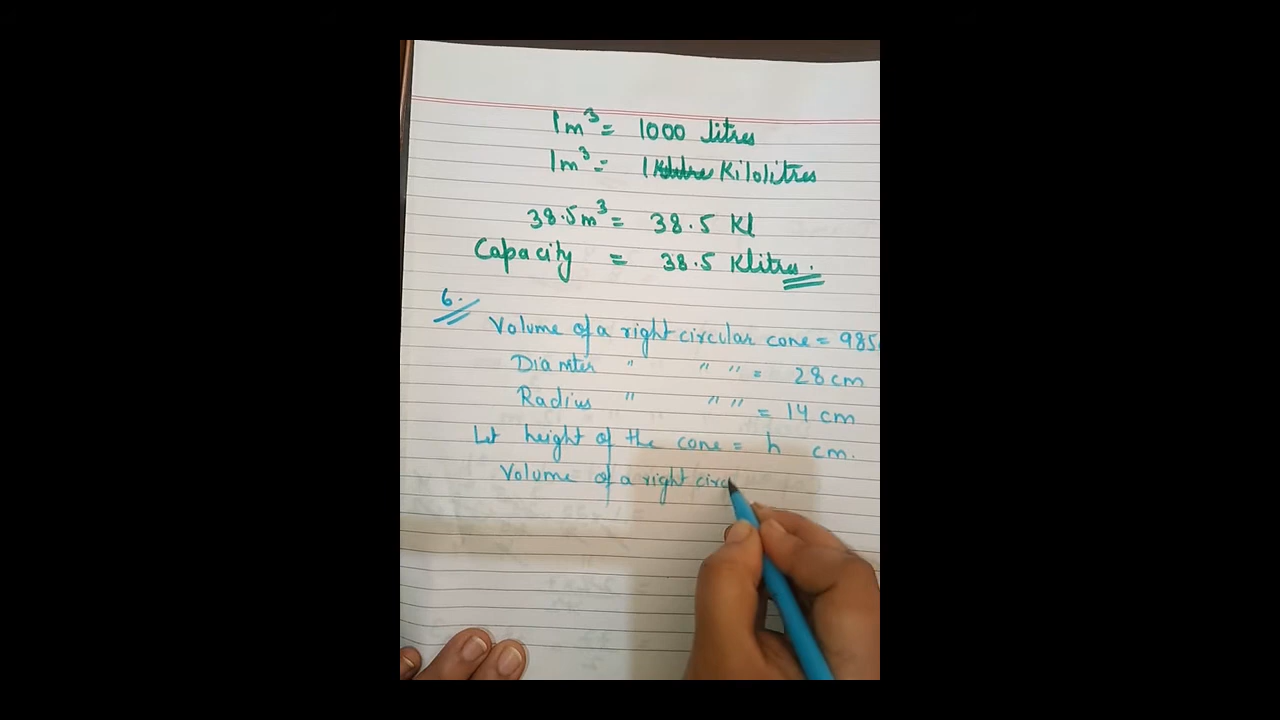 1m³ = 1000 litres
1m³ = 1 Kilolitres
38.5m³ = 38.5 Kl
Capacity = 38.5 Klitres.
6.
Volume of a right circular cone = 985
Diameter " " " = 28 cm
Radius " " " = 14 cm
Let height of the cone = h cm.
Volume of a right circ